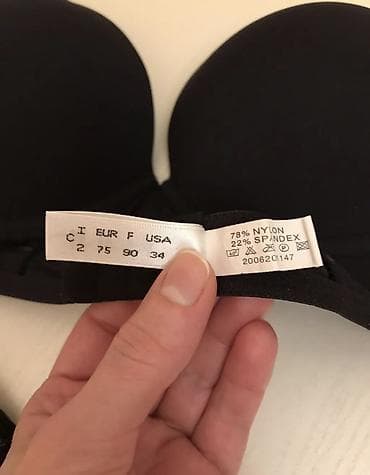 C
I EUR F USA
2 75 90 34
78% NYLON
22% SPANDEX
200620147